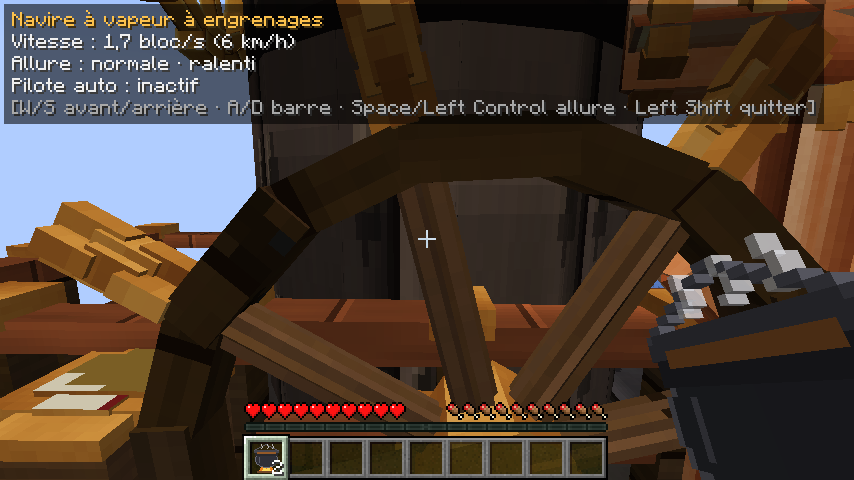 Navire à vapeur à engrenages
Vitesse : 1,7 bloc/s (6 km/h)
Allure : normale · ralenti
Pilote auto : inactif
[W/S avant/arrière · A/D barre · Space/Left Control allure · Left Shift quitter]
2